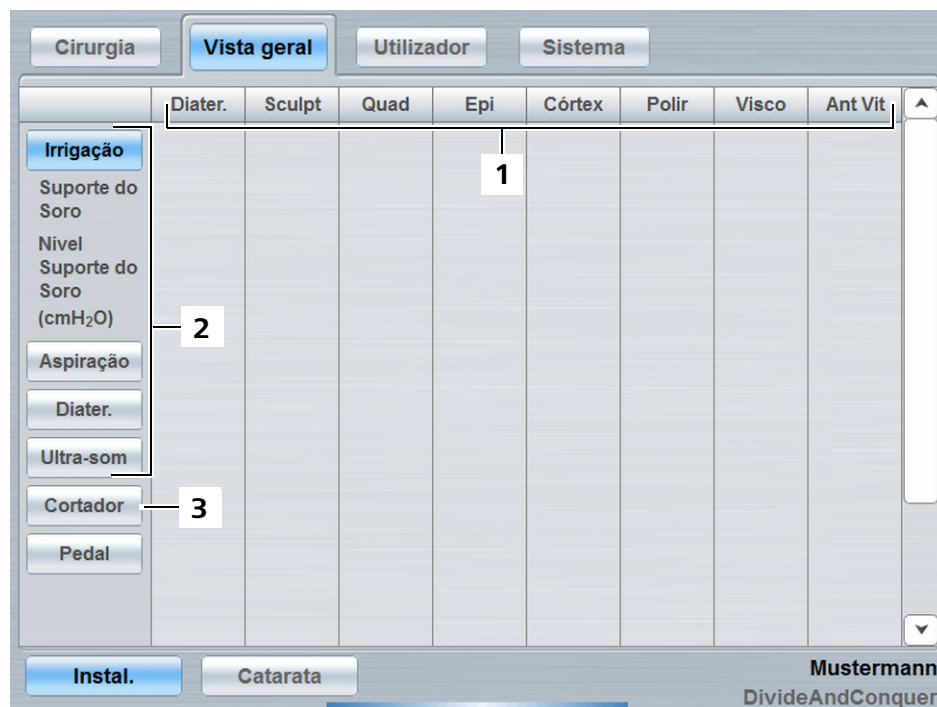 Cirurgia Vista geral Utilizador Sistema
Diater. Sculpt Quad Epi Córtex Polir Visco Ant Vit
1
Irrigação
Suporte do
Soro
Nível
Suporte do
Soro
(cmH₂O)
2
Aspiração
Diater.
Ultra-som
Cortador
3
Pedal
Instal. Catarata
Mustermann
DivideAndConquer